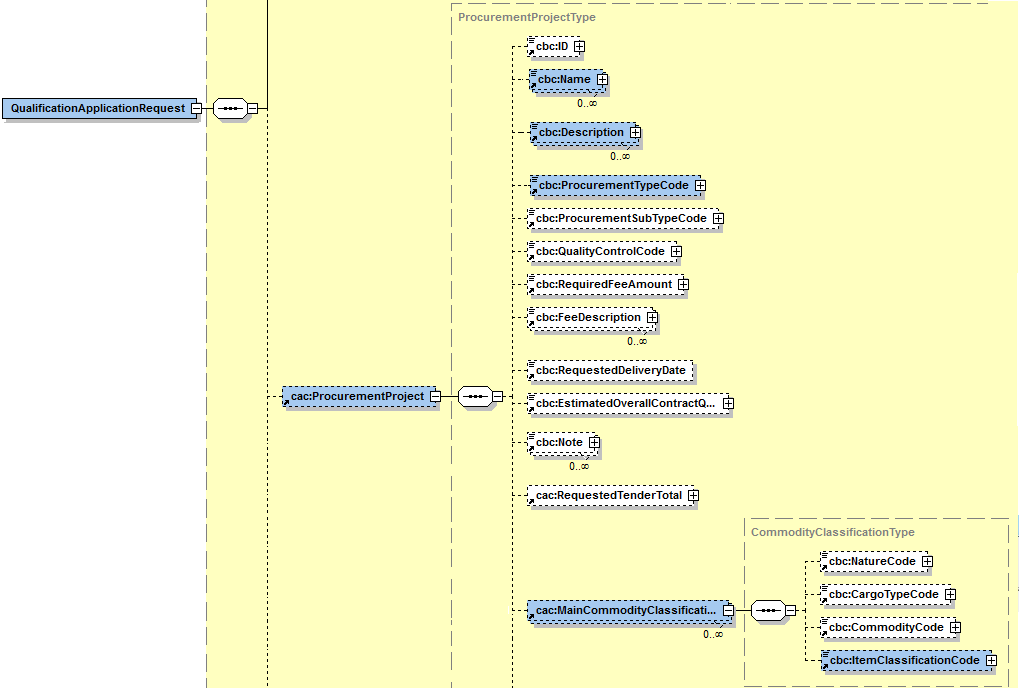 ProcurementProjectType
cbc:ID
cbc:Name
0..∞
QualificationApplicationRequest
cbc:Description
0..∞
cbc:ProcurementTypeCode
cbc:ProcurementSubTypeCode
cbc:QualityControlCode
cbc:RequiredFeeAmount
cbc:FeeDescription
0..∞
cbc:RequestedDeliveryDate
cac:ProcurementProject
cbc:EstimatedOverallContractQ...
cbc:Note
0..∞
cac:RequestedTenderTotal
CommodityClassificationType
cbc:NatureCode
cbc:CargoTypeCode
cac:MainCommodityClassificati...
0..∞
cbc:CommodityCode
cbc:ItemClassificationCode